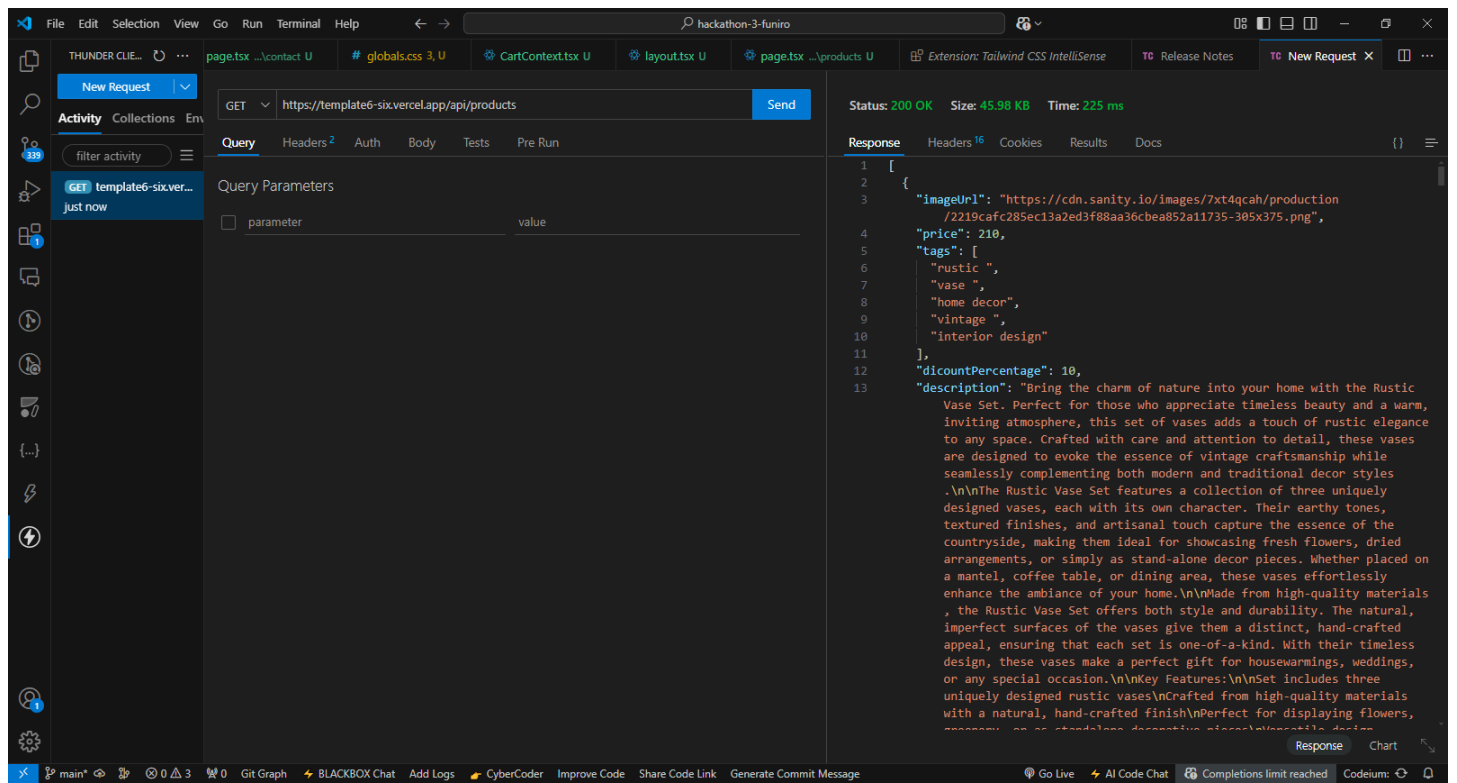 File Edit Selection View Go Run Terminal Help
hackathon-3-funiro
THUNDER CLIE...
page.tsx ...\contact U
# globals.css 3, U
CartContext.tsx U
layout.tsx U
page.tsx ...\products U
Extension: Tailwind CSS IntelliSense
TC Release Notes
TC New Request
New Request
Activity Collections Env
filter activity
GET template6-six.ver...
just now
339
1
1
GET https://template6-six.vercel.app/api/products Send
Query Headers 2 Auth Body Tests Pre Run
Query Parameters
parameter value
Status: 200 OK Size: 45.98 KB Time: 225 ms
Response Headers 16 Cookies Results Docs {}
1 [
2 {
3 "imageUrl": "https://cdn.sanity.io/images/7xt4qcah/production
/2219cafc285ec13a2ed3f88aa36cbea852a11735-305x375.png",
4 "price": 210,
5 "tags": [
6 "rustic ",
7 "vase ",
8 "home decor",
9 "vintage ",
10 "interior design"
11 ],
12 "dicountPercentage": 10,
13 "description": "Bring the charm of nature into your home with the Rustic
Vase Set. Perfect for those who appreciate timeless beauty and a warm,
inviting atmosphere, this set of vases adds a touch of rustic elegance
to any space. Crafted with care and attention to detail, these vases
are designed to evoke the essence of vintage craftsmanship while
seamlessly complementing both modern and traditional decor styles
.\n\nThe Rustic Vase Set features a collection of three uniquely
designed vases, each with its own character. Their earthy tones,
textured finishes, and artisanal touch capture the essence of the
countryside, making them ideal for showcasing fresh flowers, dried
arrangements, or simply as stand-alone decor pieces. Whether placed on
a mantel, coffee table, or dining area, these vases effortlessly
enhance the ambiance of your home.\n\nMade from high-quality materials
, the Rustic Vase Set offers both style and durability. The natural,
imperfect surfaces of the vases give them a distinct, hand-crafted
appeal, ensuring that each set is one-of-a-kind. With their timeless
design, these vases make a perfect gift for housewarmings, weddings,
or any special occasion.\n\nKey Features:\n\nSet includes three
uniquely designed rustic vases\nCrafted from high-quality materials
with a natural, hand-crafted finish\nPerfect for displaying flowers,
greenery, or as standalone decorative pieces\nVersatile design
Response Chart
main* 0 3 0 Git Graph BLACKBOX Chat Add Logs CyberCoder Improve Code Share Code Link Generate Commit Message Go Live AI Code Chat Completions limit reached Codeium: